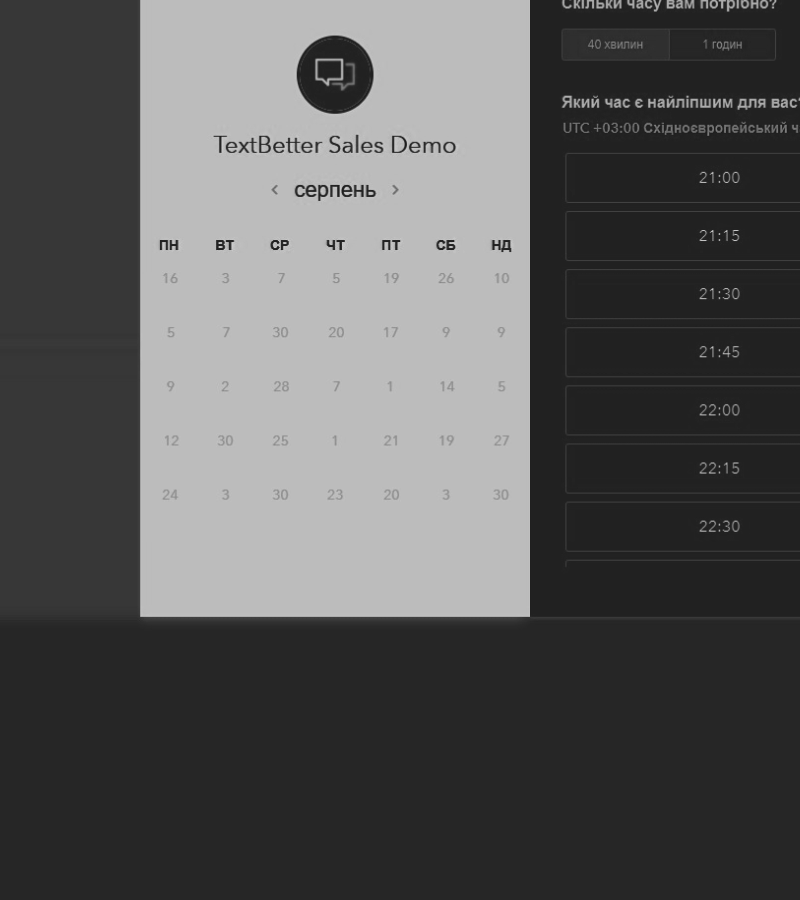 TextBetter Sales Demo
серпень
ПН ВТ СР ЧТ ПТ СБ НД
16 3 7 5 19 26 10
5 7 30 20 17 9 9
9 2 28 7 1 14 5
12 30 25 1 21 19 27
24 3 30 23 20 3 30
Скільки часу вам потрібно?
40 хвилин 1 годин
Який час є найліпшим для вас?
UTC +03:00 Східноєвропейський ч
21:00
21:15
21:30
21:45
22:00
22:15
22:30